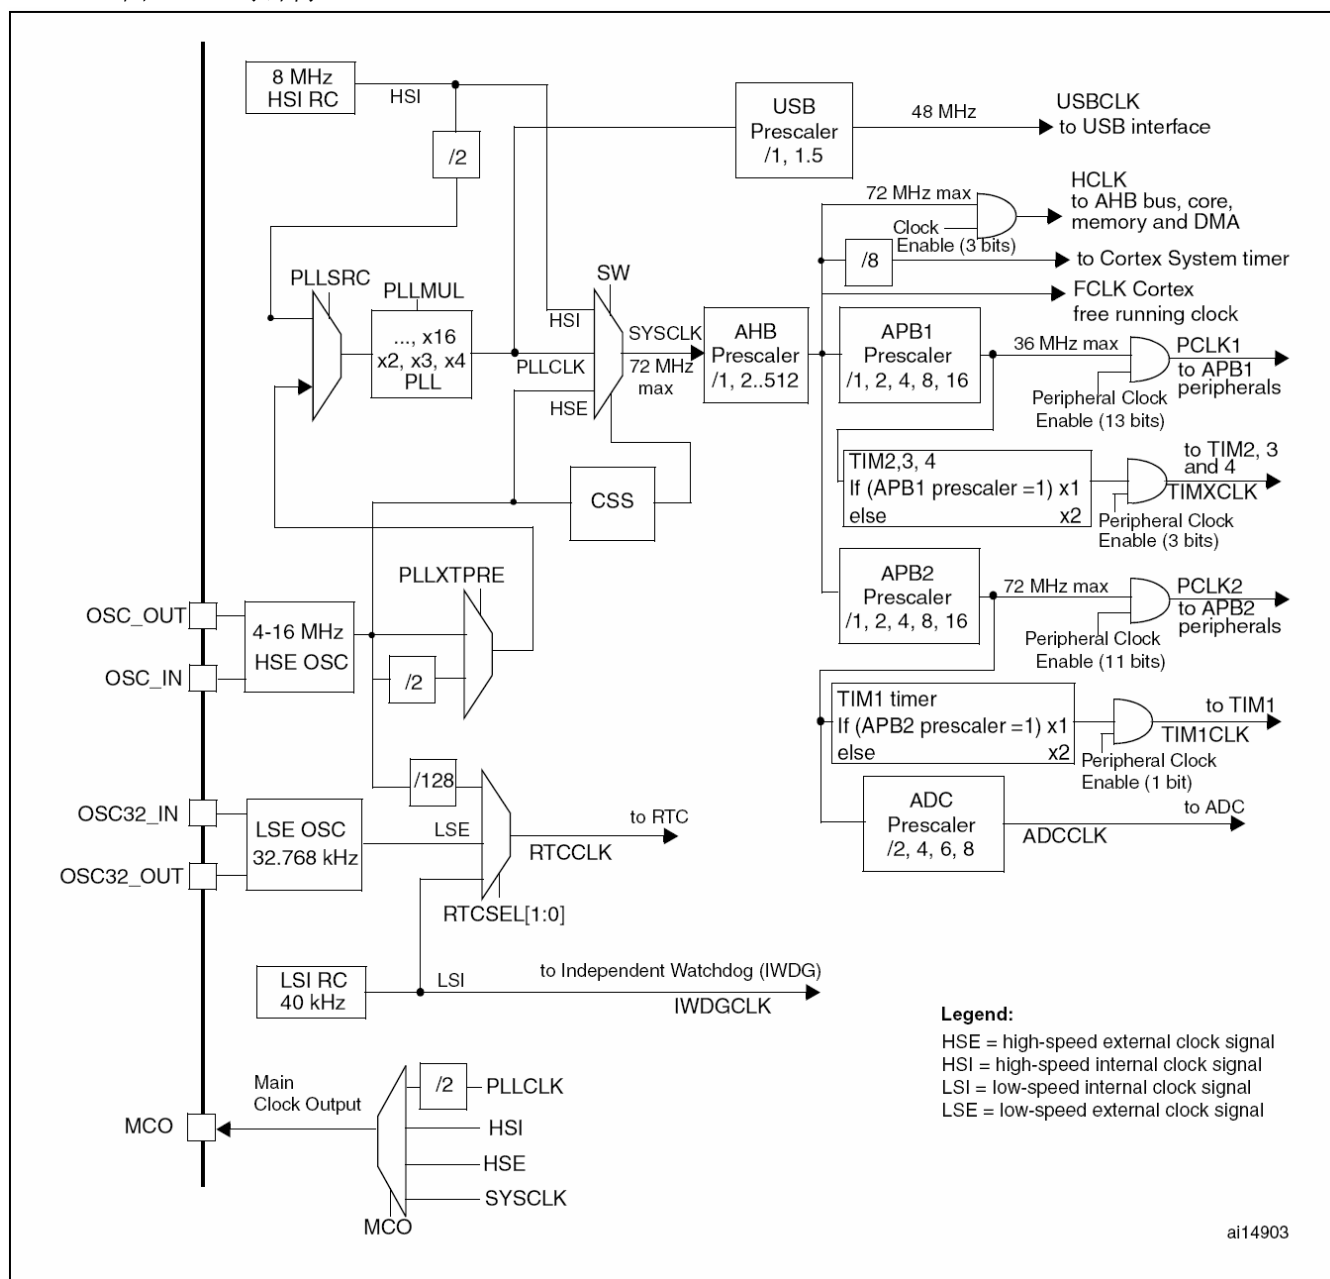 8 MHz
HSI RC
HSI
/2
USB
Prescaler
/1, 1.5
48 MHz
USBCLK
to USB interface
72 MHz max
Clock
Enable (3 bits)
HCLK
to AHB bus, core,
memory and DMA
/8
to Cortex System timer
FCLK Cortex
free running clock
PLLSRC
PLLMUL
..., x16
x2, x3, x4
PLL
SW
HSI
PLLCLK
HSE
SYSCLK
72 MHz
max
AHB
Prescaler
/1, 2..512
APB1
Prescaler
/1, 2, 4, 8, 16
36 MHz max
PCLK1
to APB1
peripherals
Peripheral Clock
Enable (13 bits)
TIM2,3, 4
If (APB1 prescaler =1) x1
else x2
to TIM2, 3
and 4
TIMXCLK
Peripheral Clock
Enable (3 bits)
CSS
PLLXTPRE
OSC_OUT
OSC_IN
4-16 MHz
HSE OSC
/2
APB2
Prescaler
/1, 2, 4, 8, 16
72 MHz max
PCLK2
to APB2
peripherals
Peripheral Clock
Enable (11 bits)
TIM1 timer
If (APB2 prescaler =1) x1
else x2
to TIM1
TIM1CLK
Peripheral Clock
Enable (1 bit)
/128
OSC32_IN
OSC32_OUT
LSE OSC
32.768 kHz
LSE
to RTC
RTCCLK
RTCSEL[1:0]
ADC
Prescaler
/2, 4, 6, 8
to ADC
ADCCLK
LSI RC
40 kHz
LSI
to Independent Watchdog (IWDG)
IWDGCLK
Legend:
HSE = high-speed external clock signal
HSI = high-speed internal clock signal
LSI = low-speed internal clock signal
LSE = low-speed external clock signal
Main
Clock Output
MCO
/2
PLLCLK
HSI
HSE
SYSCLK
MCO
ai14903